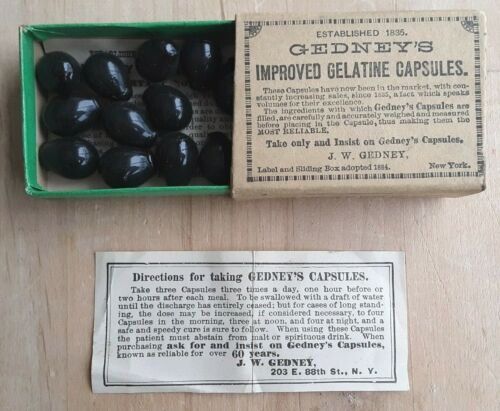 ESTABLISHED 1835.
GEDNEY'S
IMPROVED GELATINE CAPSULES.
These Capsules have now been in the market, with con-
stantly increasing sales, since 1835, a fact which speaks
volumes for their excellence.
The ingredients with which Gedney's Capsules are
filled, are carefully and accurately weighed and measured
before placing in the Capsule, thus making them the
MOST RELIABLE.
Take only and Insist on Gedney's Capsules.
J. W. GEDNEY,
Label and Sliding Box adopted 1884. New York.
Directions for taking GEDNEY'S CAPSULES.
Take three Capsules three times a day, one hour before or
two hours after each meal. To be swallowed with a draft of water
until the discharge has entirely ceased; but for cases of long stand-
ing, the dose may be increased, if considered necessary, to four
Capsules in the morning, three at noon, and four at night, and a
safe and speedy cure is sure to follow. When using these Capsules
the patient must abstain from malt or spirituous drink. When
purchasing ask for and insist on Gedney's Capsules,
known as reliable for over 60 years.
J. W. GEDNEY,
203 E. 88th St., N. Y.